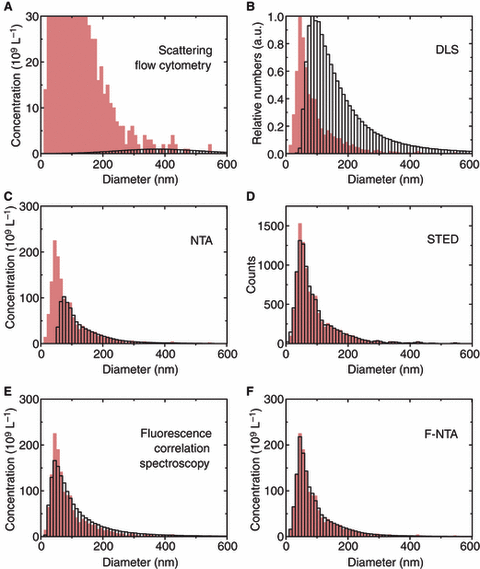 A
Concentration (10⁹ L⁻¹)
30
20
10
0
Scattering
flow cytometry
0
200
400
600
Diameter (nm)
B
Relative numbers (a.u.)
1.0
0.8
0.6
0.4
0.2
0.0
DLS
0
200
400
600
Diameter (nm)
C
Concentration (10⁹ L⁻¹)
300
200
100
0
NTA
0
200
400
600
Diameter (nm)
D
Counts
1500
1000
500
0
STED
0
200
400
600
Diameter (nm)
E
Concentration (10⁹ L⁻¹)
300
200
100
0
Fluorescence
correlation
spectroscopy
0
200
400
600
Diameter (nm)
F
Concentration (10⁹ L⁻¹)
300
200
100
0
F-NTA
0
200
400
600
Diameter (nm)